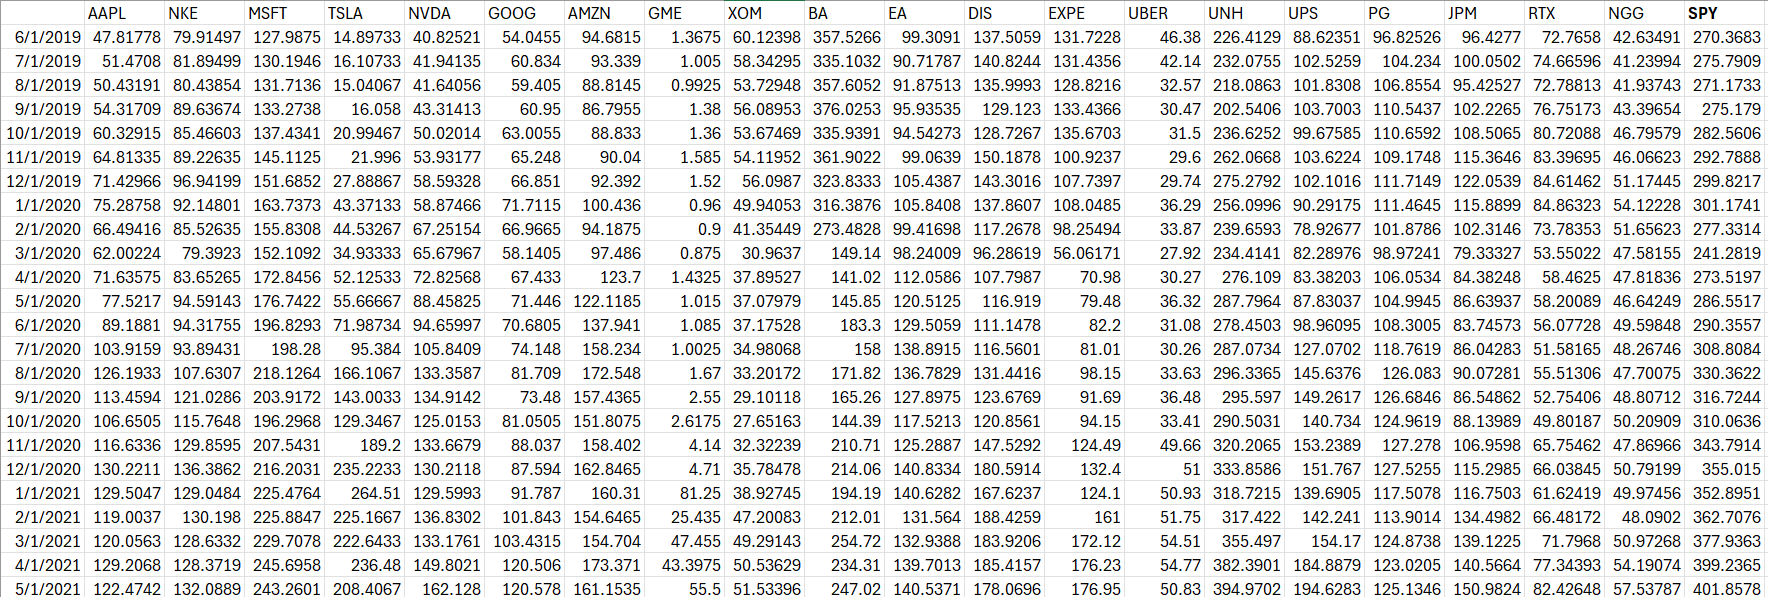 AAPL NKE MSFT TSLA NVDA GOOG AMZN GME XOM BA EA DIS EXPE UBER UNH UPS PG JPM RTX NGG SPY
6/1/2019 47.81778 79.91497 127.9875 14.89733 40.82521 54.0455 94.6815 1.3675 60.12398 357.5266 99.3091 137.5059 131.7228 46.38 226.4129 88.62351 96.82526 96.4277 72.7658 42.63491 270.3683
7/1/2019 51.4708 81.89499 130.1946 16.10733 41.94135 60.834 93.339 1.005 58.34295 335.1032 90.71787 140.8244 131.4356 42.14 232.0755 102.5259 104.234 100.0502 74.66596 41.23994 275.7909
8/1/2019 50.43191 80.43854 131.7136 15.04067 41.64056 59.405 88.8145 0.9925 53.72948 357.6052 91.87513 135.9993 128.8216 32.57 218.0863 101.8308 106.8554 95.42527 72.78813 41.93743 271.1733
9/1/2019 54.31709 89.63674 133.2738 16.058 43.31413 60.95 86.7955 1.38 56.08953 376.0253 95.93535 129.123 133.4366 30.47 202.5406 103.7003 110.5437 102.2265 76.75173 43.39654 275.179
10/1/2019 60.32915 85.46603 137.4341 20.99467 50.02014 63.0055 88.833 1.36 53.67469 335.9391 94.54273 128.7267 135.6703 31.5 236.6252 99.67585 110.6592 108.5065 80.72088 46.79579 282.5606
11/1/2019 64.81335 89.22635 145.1125 21.996 53.93177 65.248 90.04 1.585 54.11952 361.9022 99.0639 150.1878 100.9237 29.6 262.0668 103.6224 109.1748 115.3646 83.39695 46.06623 292.7888
12/1/2019 71.42966 96.94199 151.6852 27.88867 58.59328 66.851 92.392 1.52 56.0987 323.8333 105.4387 143.3016 107.7397 29.74 275.2792 102.1016 111.7149 122.0539 84.61462 51.17445 299.8217
1/1/2020 75.28758 92.14801 163.7373 43.37133 58.87466 71.7115 100.436 0.96 49.94053 316.3876 105.8408 137.8607 108.0485 36.29 256.0996 90.29175 111.4645 115.8899 84.86323 54.12228 301.1741
2/1/2020 66.49416 85.52635 155.8308 44.53267 67.25154 66.9665 94.1875 0.9 41.35449 273.4828 99.41698 117.2678 98.25494 33.87 239.6593 78.92677 101.8786 102.3146 73.78353 51.65623 277.3314
3/1/2020 62.00224 79.3923 152.1092 34.93333 65.67967 58.1405 97.486 0.875 30.9637 149.14 98.24009 96.28619 56.06171 27.92 234.4141 82.28976 98.97241 79.33327 53.55022 47.58155 241.2819
4/1/2020 71.63575 83.65265 172.8456 52.12533 72.82568 67.433 123.7 1.4325 37.89527 141.02 112.0586 107.7987 70.98 30.27 276.109 83.38203 106.0534 84.38248 58.4625 47.81836 273.5197
5/1/2020 77.5217 94.59143 176.7422 55.66667 88.45825 71.446 122.1185 1.015 37.07979 145.85 120.5125 116.919 79.48 36.32 287.7964 87.83037 104.9945 86.63937 58.20089 46.64249 286.5517
6/1/2020 89.1881 94.31755 196.8293 71.98734 94.65997 70.6805 137.941 1.085 37.17528 183.3 129.5059 111.1478 82.2 31.08 278.4503 98.96095 108.3005 83.74573 56.07728 49.59848 290.3557
7/1/2020 103.9159 93.89431 198.28 95.384 105.8409 74.148 158.234 1.0025 34.98068 158 138.8915 116.5601 81.01 30.26 287.0734 127.0702 118.7619 86.04283 51.58165 48.26746 308.8084
8/1/2020 126.1933 107.6307 218.1264 166.1067 133.3587 81.709 172.548 1.67 33.20172 171.82 136.7829 131.4416 98.15 33.63 296.3365 145.6376 126.083 90.07281 55.51306 47.70075 330.3622
9/1/2020 113.4594 121.0286 203.9172 143.0033 134.9142 73.48 157.4365 2.55 29.10118 165.26 127.8975 123.6769 91.69 36.48 295.597 149.2617 126.6846 86.54862 52.75406 48.80712 316.7244
10/1/2020 106.6505 115.7648 196.2968 129.3467 125.0153 81.0505 151.8075 2.6175 27.65163 144.39 117.5213 120.8561 94.15 33.41 290.5031 140.734 124.9619 88.13989 49.80187 50.20909 310.0636
11/1/2020 116.6336 129.8595 207.5431 189.2 133.6679 88.037 158.402 4.14 32.32239 210.71 125.2887 147.5292 124.49 49.66 320.2065 153.2389 127.278 106.9598 65.75462 47.86966 343.7914
12/1/2020 130.2211 136.3862 216.2031 235.2233 130.2118 87.594 162.8465 4.71 35.78478 214.06 140.8334 180.5914 132.4 51 333.8586 151.767 127.5255 115.2985 66.03845 50.79199 355.015
1/1/2021 129.5047 129.0484 225.4764 264.51 129.5993 91.787 160.31 81.25 38.92745 194.19 140.6282 167.6237 124.1 50.93 318.7215 139.6905 117.5078 116.7503 61.62419 49.97456 352.8951
2/1/2021 119.0037 130.198 225.8847 225.1667 136.8302 101.843 154.6465 25.435 47.20083 212.01 131.564 188.4259 161 51.75 317.422 142.241 113.9014 134.4982 66.48172 48.0902 362.7076
3/1/2021 120.0563 128.6332 229.7078 222.6433 133.1761 103.4315 154.704 47.455 49.29143 254.72 132.9388 183.9206 172.12 54.51 355.497 154.17 124.8738 139.1225 71.7968 50.97268 377.9363
4/1/2021 129.2068 128.3719 245.6958 236.48 149.8021 120.506 173.371 43.3975 50.53629 234.31 139.7013 185.4157 176.23 54.77 382.3901 184.8879 123.0205 140.5664 77.34393 54.19074 399.2365
5/1/2021 122.4742 132.0889 243.2601 208.4067 162.128 120.578 161.1535 55.5 51.53396 247.02 140.5371 178.0696 176.95 50.83 394.9702 194.6283 125.1346 150.9824 82.42648 57.53787 401.8578